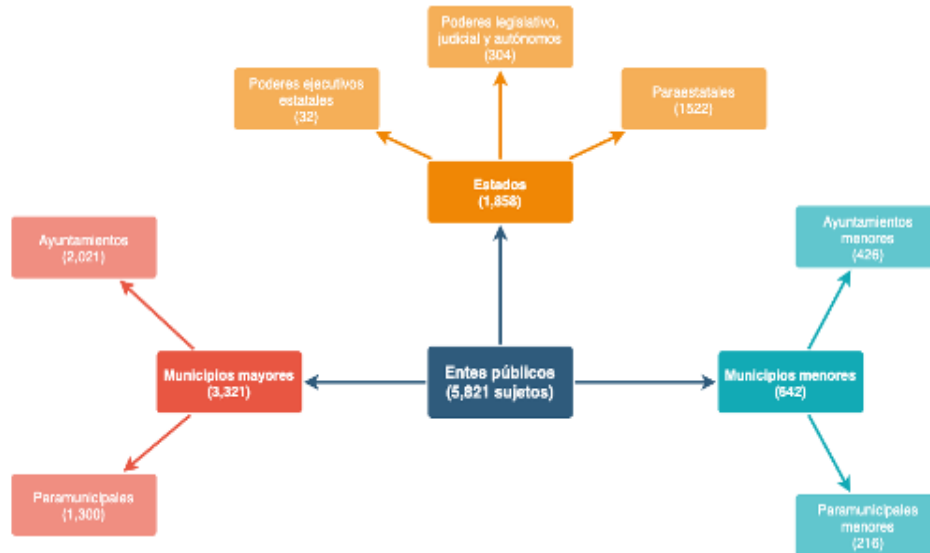 Poderes legislativo,
judicial y autónomos
(304)
Poderes ejecutivos
estatales
(32)
Paraestatales
(1522)
Estados
(1,858)
Ayuntamientos
(2,021)
Ayuntamientos
menores
(426)
Municipios mayores
(3,321)
Entes públicos
(5,821 sujetos)
Municipios menores
(642)
Paramunicipales
(1,300)
Paramunicipales
menores
(216)